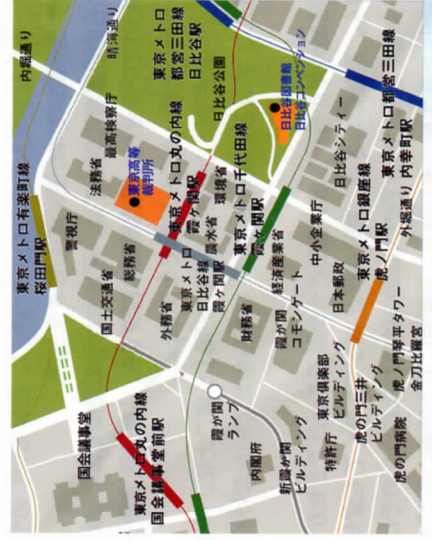 内堀通り
晴海通り
東京メトロ
都営三田線
日比谷駅
日比谷公園
最高検察庁
法務省
東京高等
裁判所
東京メトロ丸の内線
霞ケ関駅
日比谷図書館
日比谷コンベンション
東京メトロ有楽町線
桜田門駅
警視庁
総務省
国土交通省
東京メトロ
日比谷線
霞ケ関駅
農水省
環境省
東京メトロ千代田線
霞ケ関駅
日比谷シティー
東京メトロ都営三田線
内幸町駅
外務省
財務省
経済産業省
中小企業庁
外堀通り
東京メトロ銀座線
虎ノ門駅
日本郵政
霞が関
コモンゲート
国会議事堂
東京メトロ丸の内線
国会議事堂前駅
霞が関
ランプ
内閣府
新霞が関
ビルディング
特許庁
東京倶楽部
ビルディング
虎の門三井
ビルディング
虎ノ門琴平タワー
金刀比羅宮
虎の門病院